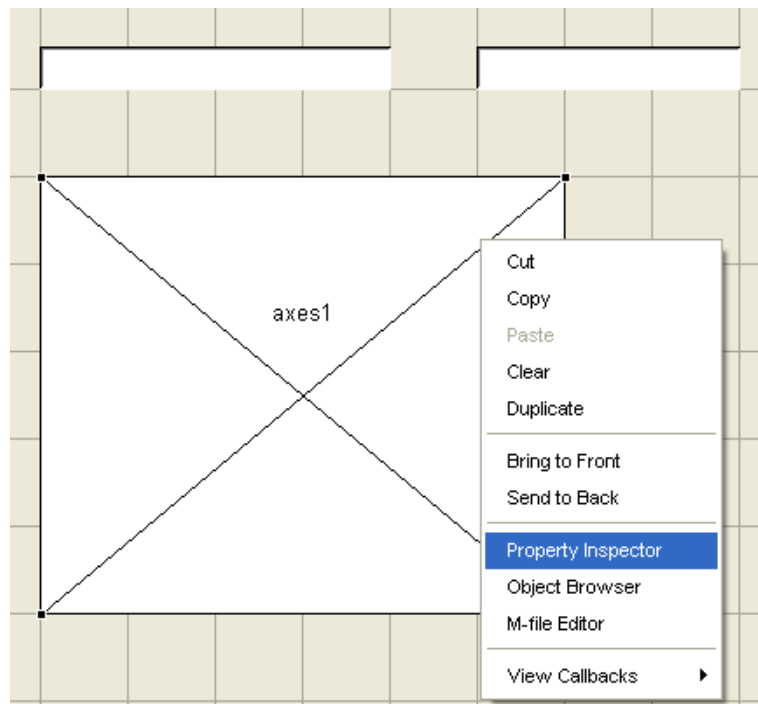 axes1
Cut
Copy
Paste
Clear
Duplicate
Bring to Front
Send to Back
Property Inspector
Object Browser
M-file Editor
View Callbacks